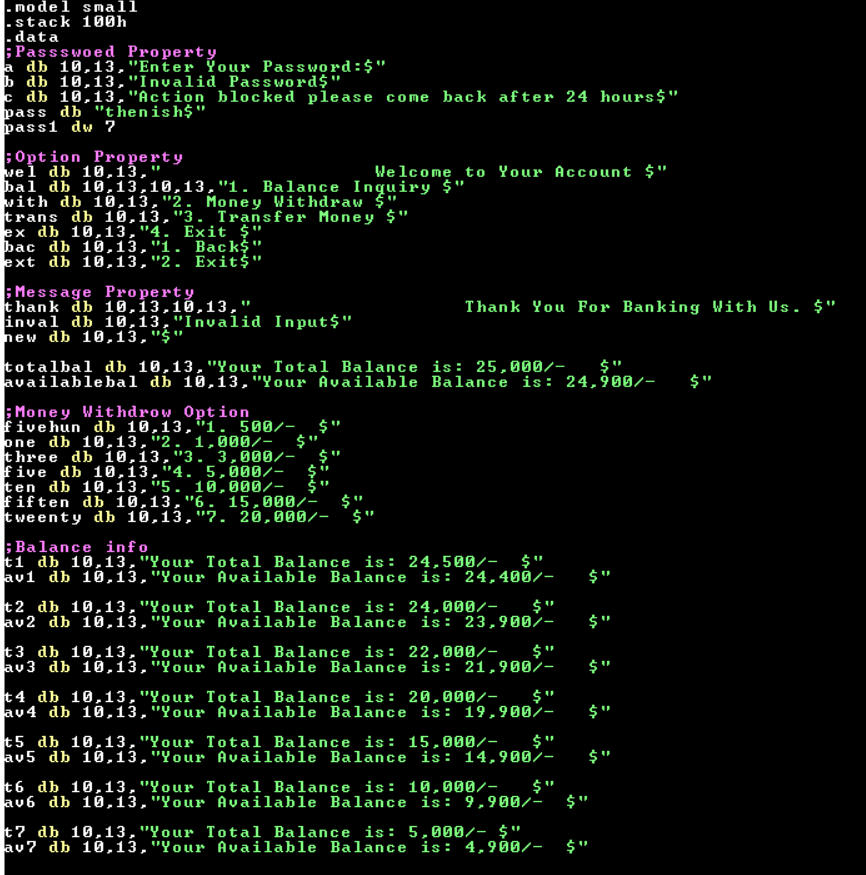 .model small
.stack 100h
.data
;Passswoed Property
a db 10,13,"Enter Your Password:$"
b db 10,13,"Invalid Password$"
c db 10,13,"Action blocked please come back after 24 hours$"
pass db "thenish$"
pass1 dw 7
;Option Property
wel db 10,13,"                   Welcome to Your Account $"
bal db 10,13,10,13,"1. Balance Inquiry $"
with db 10,13,"2. Money Withdraw $"
trans db 10,13,"3. Transfer Money $"
ex db 10,13,"4. Exit $"
bac db 10,13,"1. Back$"
ext db 10,13,"2. Exit$"
;Message Property
thank db 10,13,10,13,"                   Thank You For Banking With Us. $"
inval db 10,13,"Invalid Input$"
new db 10,13,"$"
totalbal db 10,13,"Your Total Balance is: 25,000/-  $"
availablebal db 10,13,"Your Available Balance is: 24,900/-   $"
;Money Withdrow Option
fivehun db 10,13,"1. 500/-  $"
one db 10,13,"2. 1,000/-  $"
three db 10,13,"3. 3,000/-  $"
five db 10,13,"4. 5,000/-  $"
ten db 10,13,"5. 10,000/-  $"
fiften db 10,13,"6. 15,000/-  $"
tweenty db 10,13,"7. 20,000/-  $"
;Balance info
t1 db 10,13,"Your Total Balance is: 24,500/-  $"
av1 db 10,13,"Your Available Balance is: 24,400/-   $"
t2 db 10,13,"Your Total Balance is: 24,000/-   $"
av2 db 10,13,"Your Available Balance is: 23,900/-   $"
t3 db 10,13,"Your Total Balance is: 22,000/-   $"
av3 db 10,13,"Your Available Balance is: 21,900/-   $"
t4 db 10,13,"Your Total Balance is: 20,000/-   $"
av4 db 10,13,"Your Available Balance is: 19,900/-   $"
t5 db 10,13,"Your Total Balance is: 15,000/-   $"
av5 db 10,13,"Your Available Balance is: 14,900/-   $"
t6 db 10,13,"Your Total Balance is: 10,000/-   $"
av6 db 10,13,"Your Available Balance is: 9,900/-  $"
t7 db 10,13,"Your Total Balance is: 5,000/- $"
av7 db 10,13,"Your Available Balance is: 4,900/-  $"